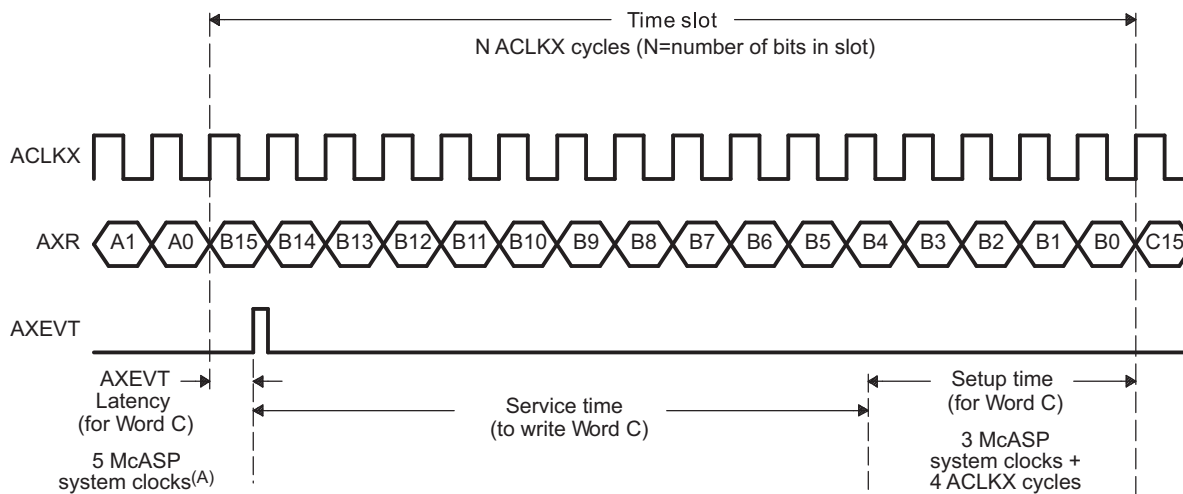 Time slot
N ACLKX cycles (N=number of bits in slot)
ACLKX
AXR
A1 A0 B15 B14 B13 B12 B11 B10 B9 B8 B7 B6 B5 B4 B3 B2 B1 B0 C15
AXEVT
AXEVT
Latency
(for Word C)
5 McASP
system clocks(A)
Service time
(to write Word C)
Setup time
(for Word C)
3 McASP
system clocks +
4 ACLKX cycles